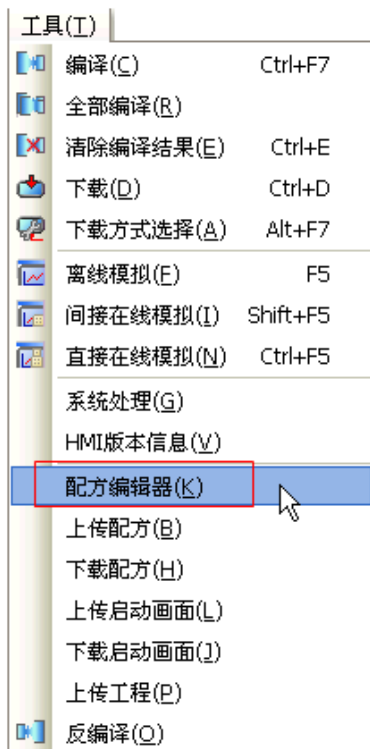 工具(T)
编译(C) Ctrl+F7
全部编译(R)
清除编译结果(E) Ctrl+E
下载(D) Ctrl+D
下载方式选择(A) Alt+F7
离线模拟(F) F5
间接在线模拟(I) Shift+F5
直接在线模拟(N) Ctrl+F5
系统处理(G)
HMI版本信息(V)
配方编辑器(K)
上传配方(B)
下载配方(H)
上传启动画面(L)
下载启动画面(J)
上传工程(P)
反编译(O)